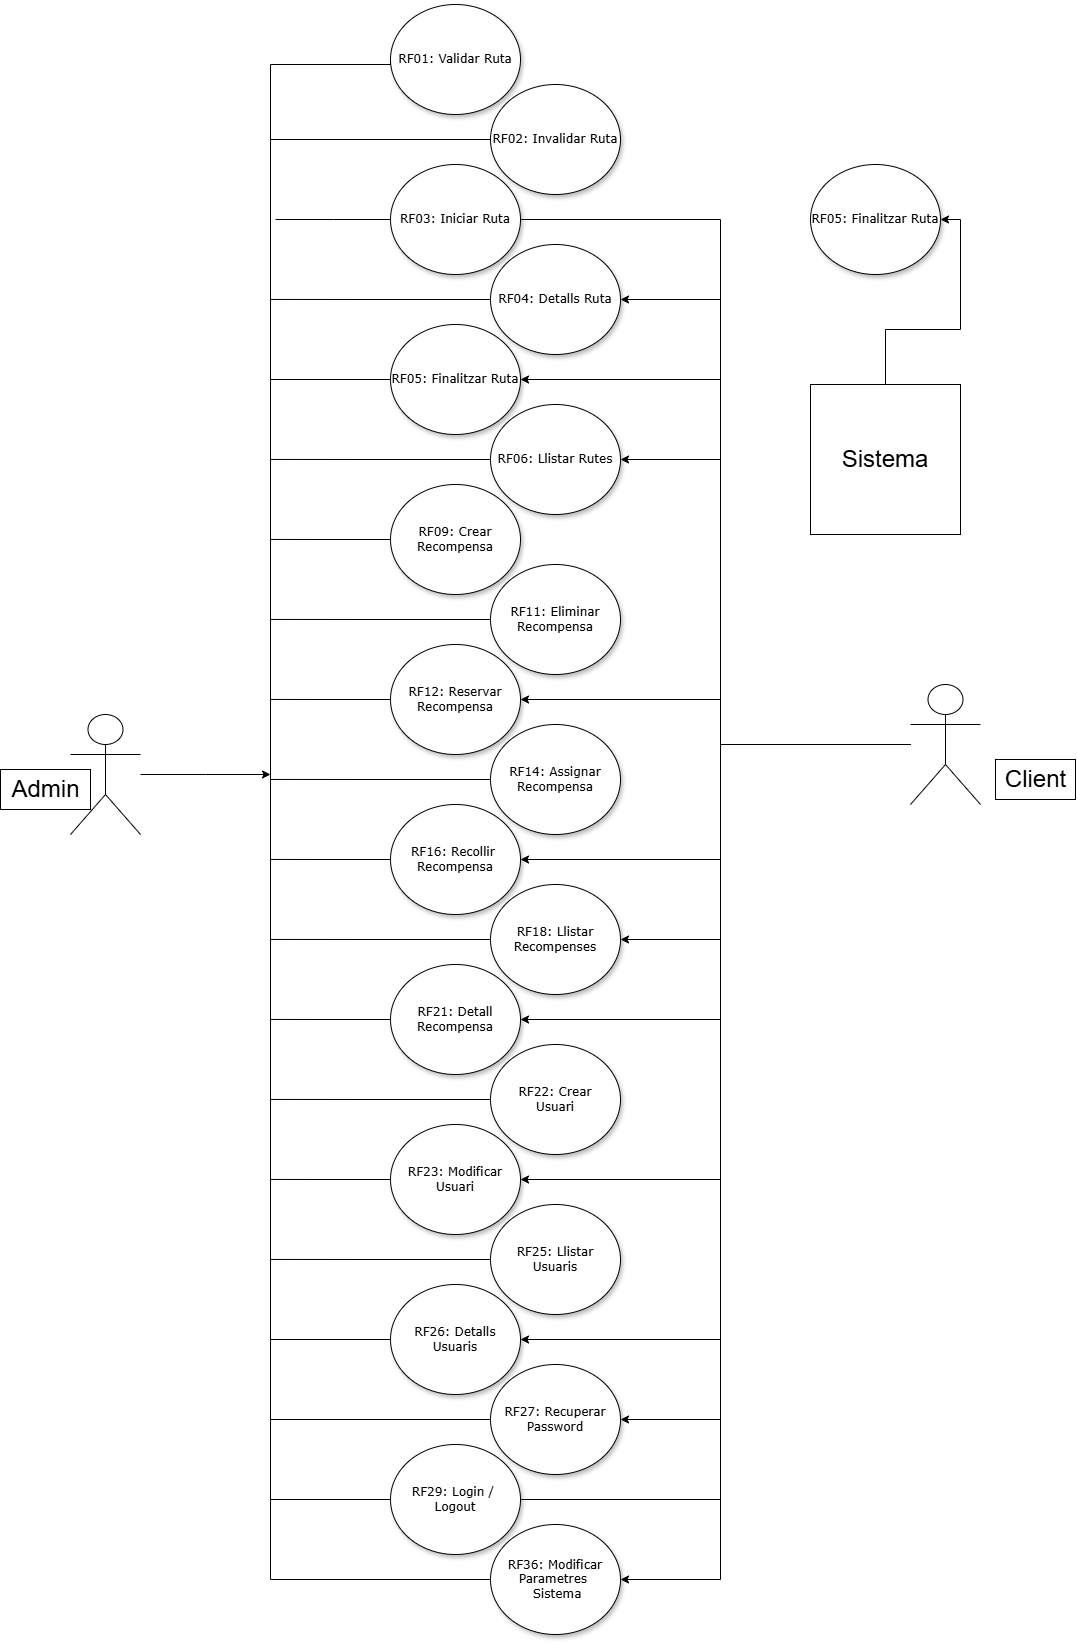 RF01: Validar Ruta
RF02: Invalidar Ruta
RF03: Iniciar Ruta
RF05: Finalitzar Ruta
RF04: Detalls Ruta
RF05: Finalitzar Ruta
RF06: Llistar Rutes
Sistema
RF09: Crear
Recompensa
RF11: Eliminar
Recompensa
RF12: Reservar
Recompensa
RF14: Assignar
Recompensa
Admin
Client
RF16: Recollir
Recompensa
RF18: Llistar
Recompenses
RF21: Detall
Recompensa
RF22: Crear
Usuari
RF23: Modificar
Usuari
RF25: Llistar
Usuaris
RF26: Detalls
Usuaris
RF27: Recuperar
Password
RF29: Login /
Logout
RF36: Modificar
Parametres
Sistema